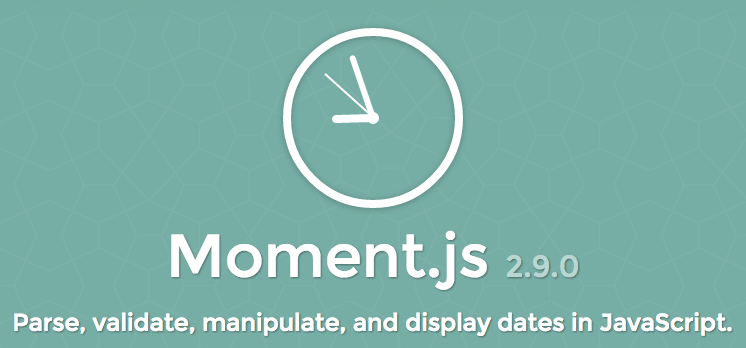 Moment.js 2.9.0
Parse, validate, manipulate, and display dates in JavaScript.